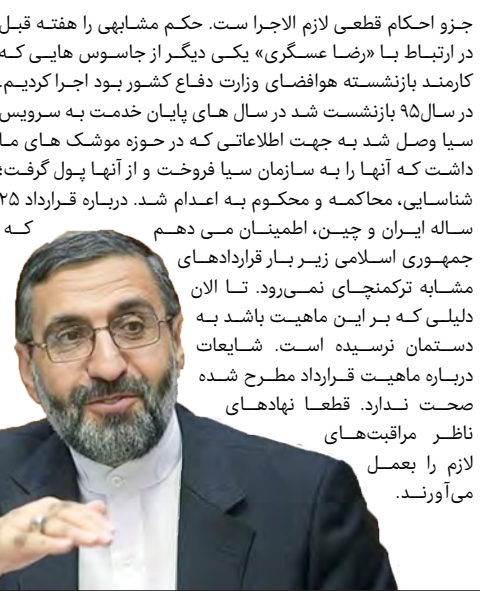 جزو احکام قطعی لازم الاجرا ست. حکم مشابهی را هفته قبل
در ارتباط با «رضا عسگری» یکی دیگر از جاسوس هایی که
کارمند بازنشسته هوافضای وزارت دفاع کشور بود اجرا کردیم.
در سال۹۵ بازنشست شد در سال های پایان خدمت به سرویس
سیا وصل شد به جهت اطلاعاتی که در حوزه موشک های ما
داشت که آنها را به سازمان سیا فروخت و از آنها پول گرفت؛
شناسایی، محاکمه و محکوم به اعدام شد. درباره قرارداد ۲۵
ساله ایران و چین، اطمینان می دهم که
جمهوری اسلامی زیر بار قراردادهای
مشابه ترکمنچای نمی‌رود. تا الان
دلیلی که بر این ماهیت باشد به
دستمان نرسیده است. شایعات
درباره ماهیت قرارداد مطرح شده
صحت ندارد. قطعا نهادهای
ناظر مراقبت‌های
لازم را بعمل
می‌آورند.